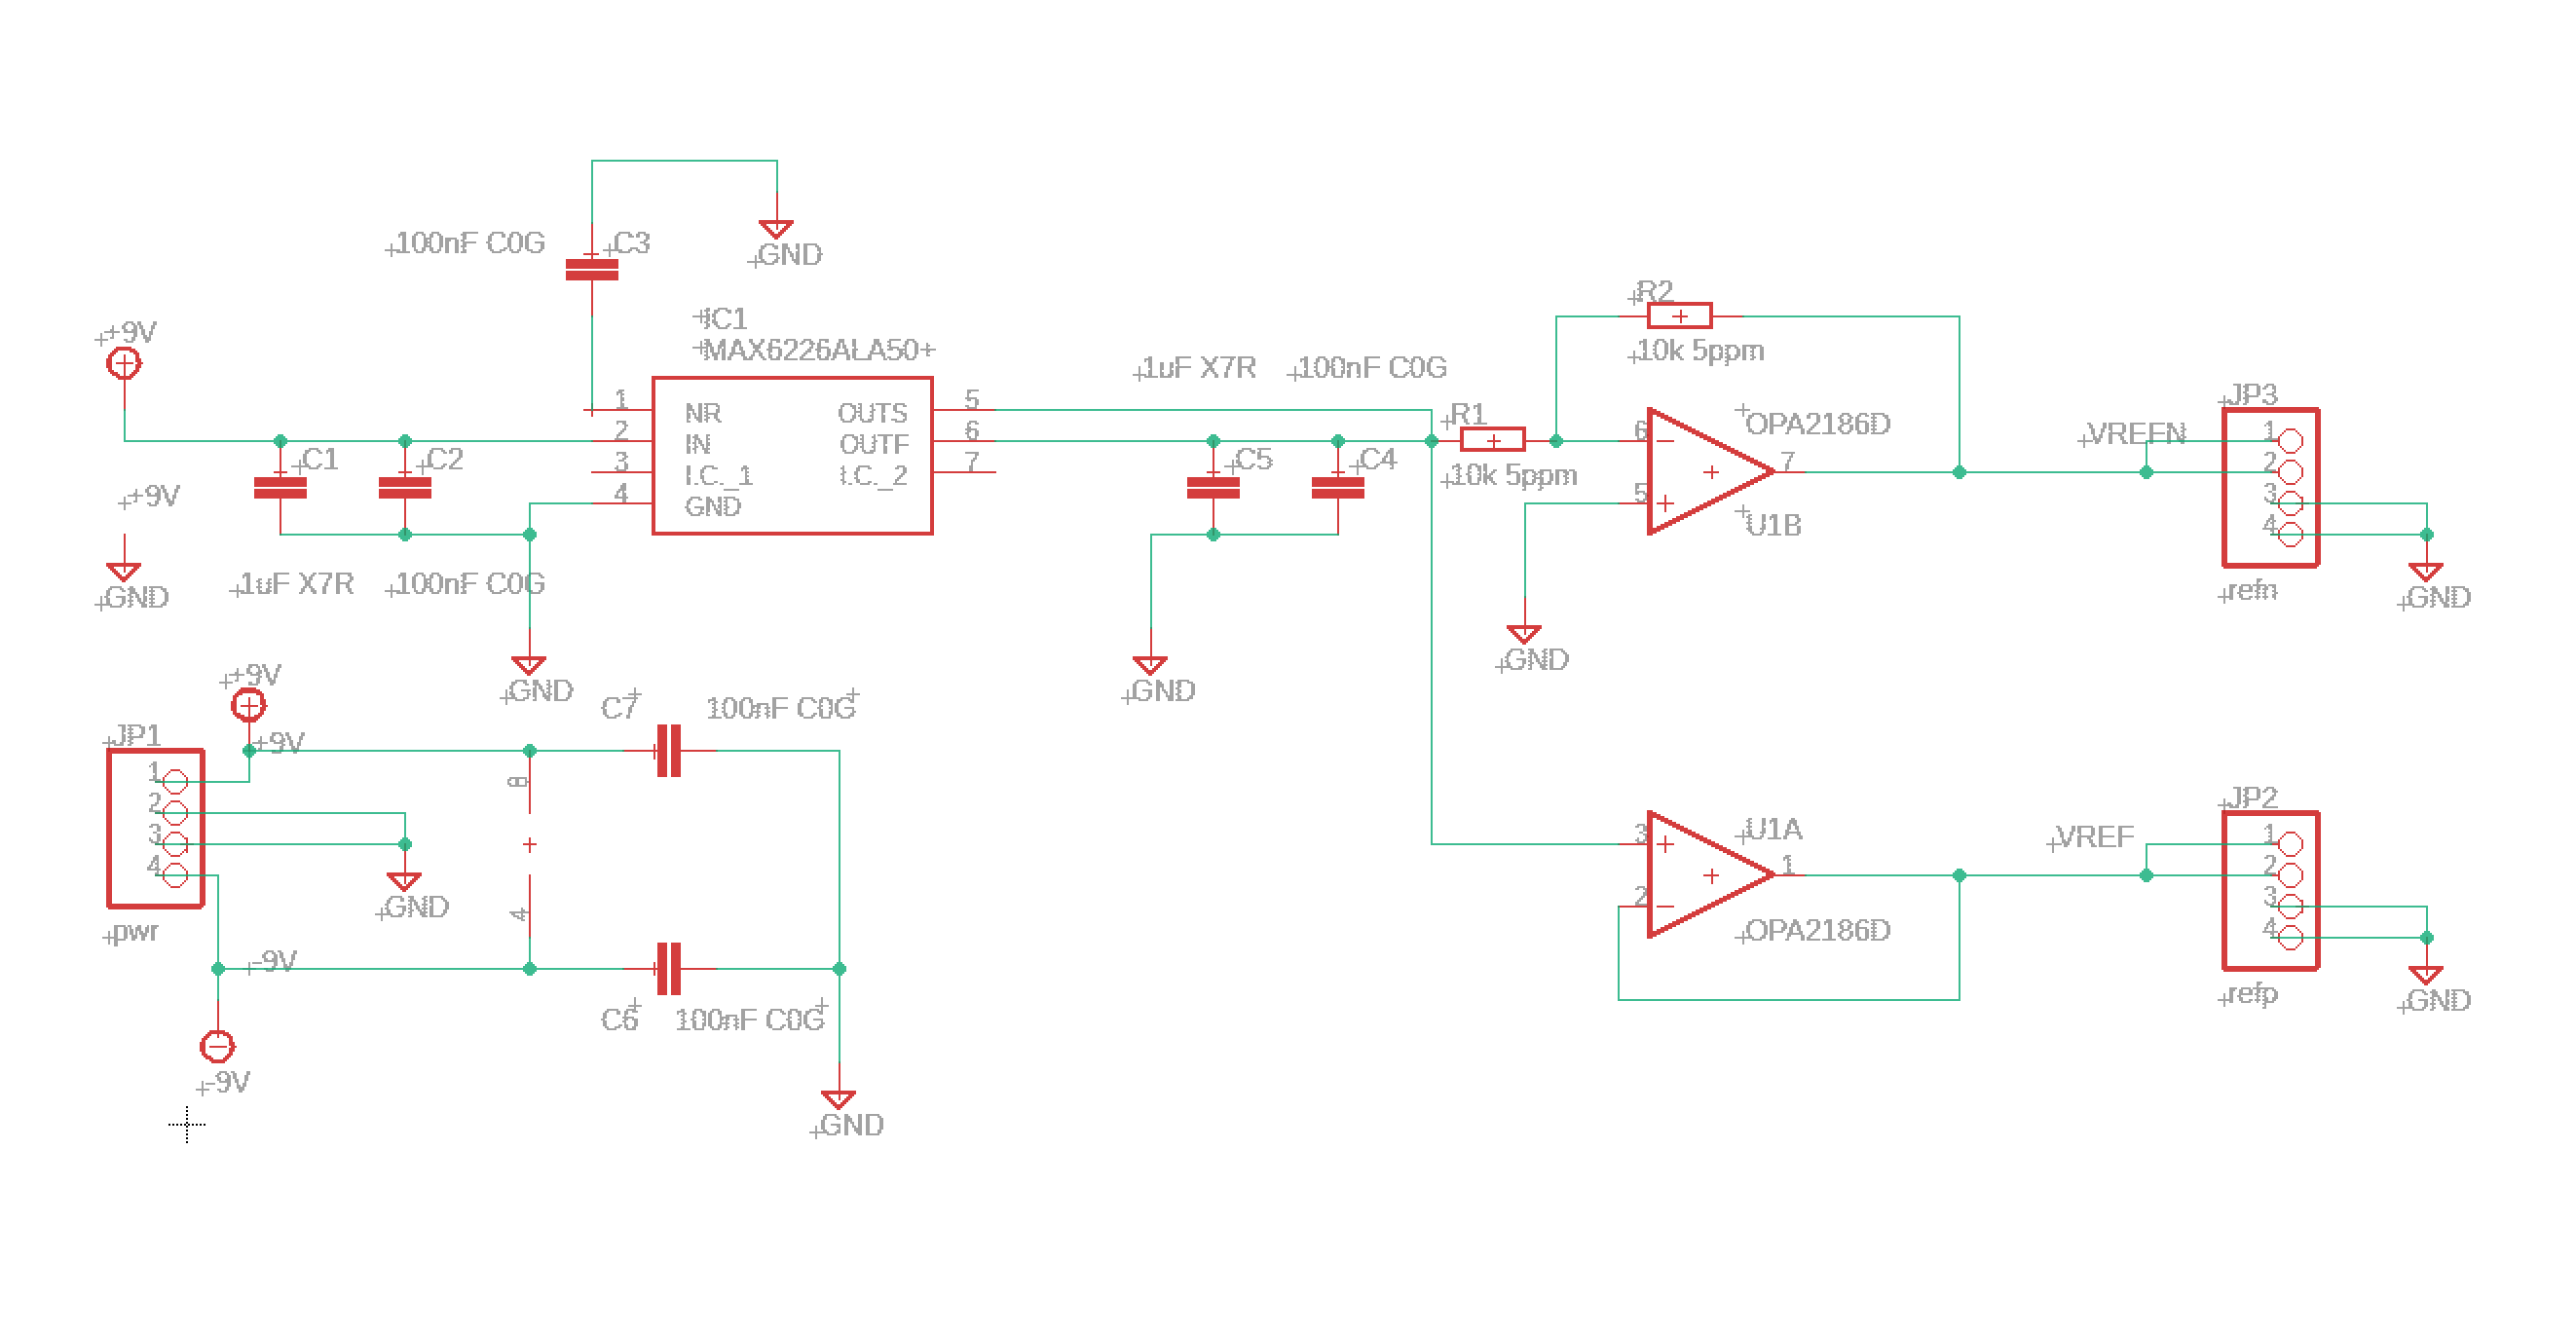 100nF C0G
C3
GND
+9V
IC1
MAX6226ALA50+
1 NR OUTS 5
2 IN OUTF 6
3 I.C._1 I.C._2 7
4 GND
C1
C2
+9V
GND
1uF X7R
100nF C0G
GND
1uF X7R
100nF C0G
C5
C4
GND
R1
10k 5ppm
R2
10k 5ppm
6
5
7
OPA2186D
U1B
GND
VREFN
JP3
1
2
3
4
refn
GND
+9V
JP1
+9V
1
2
3
4
pwr
GND
-9V
-9V
8
4
C7
100nF C0G
C6
100nF C0G
GND
3
2
1
U1A
OPA2186D
VREF
JP2
1
2
3
4
refp
GND